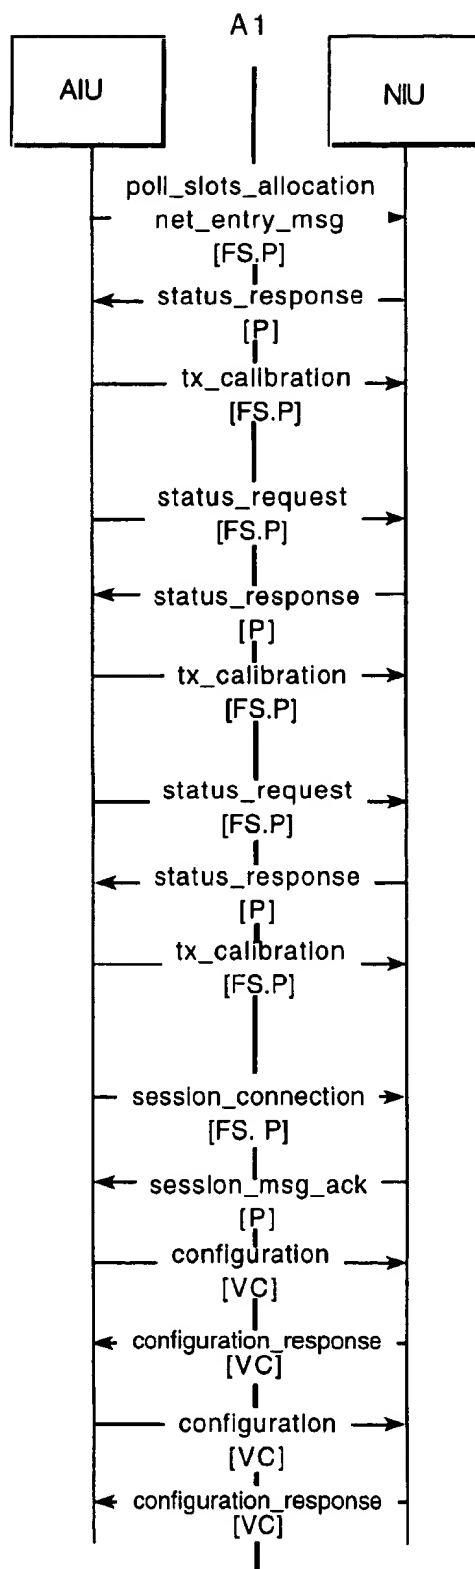 A1
AIU
NIU
poll_slots_allocation
net_entry_msg
[FS.P]
status_response
[P]
tx_calibration
[FS.P]
status_request
[FS.P]
status_response
[P]
tx_calibration
[FS.P]
status_request
[FS.P]
status_response
[P]
tx_calibration
[FS.P]
session_connection
[FS. P]
session_msg_ack
[P]
configuration
[VC]
configuration_response
[VC]
configuration
[VC]
configuration_response
[VC]